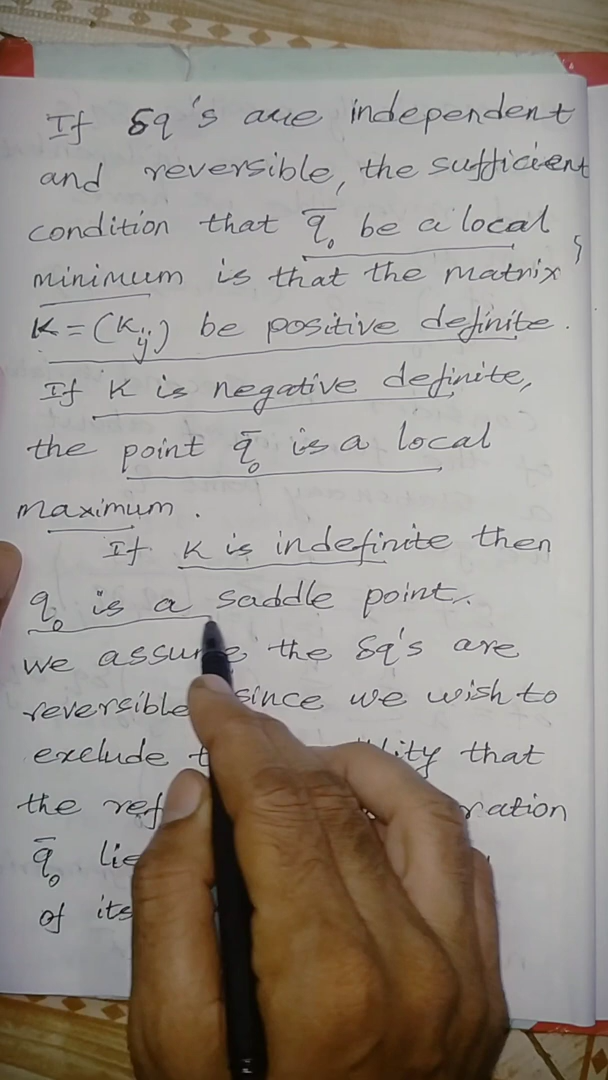 If δq's are independent
and reversible, the sufficient
condition that q̄₀ be a local
minimum is that the matrix,
K = (Kij) be positive definite.
If K is negative definite,
the point q̄₀ is a local
maximum.
If K is indefinite then
q₀ is a saddle point.
We assume the δq's are
reversible since we wish to
exclude that
the
q̄₀
of its